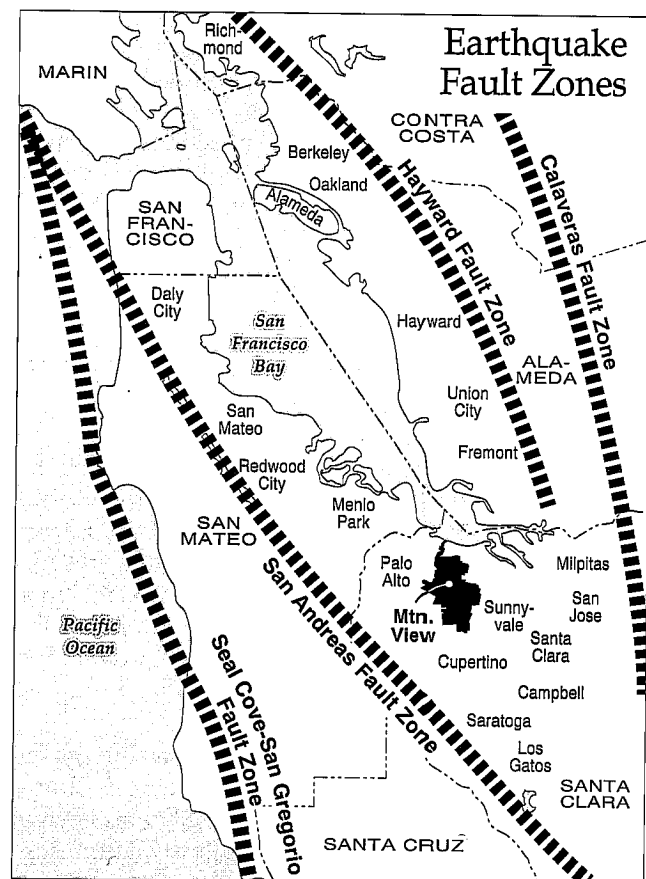 Earthquake
Fault Zones
Rich-
mond
MARIN
CONTRA
COSTA
Berkeley
Oakland
Alameda
Hayward Fault Zone
Calaveras Fault Zone
SAN
FRAN-
CISCO
Daly
City
San
Francisco
Bay
Hayward
ALA-
MEDA
Union
City
Fremont
San
Mateo
Redwood
City
Menlo
Park
SAN
MATEO
Palo
Alto
Mtn.
View
Sunny-
vale
Milpitas
San
Jose
Santa
Clara
Cupertino
Campbell
Saratoga
Los
Gatos
Pacific
Ocean
San Andreas Fault Zone
Seal Cove-San Gregorio
Fault Zone
SANTA
CLARA
SANTA CRUZ